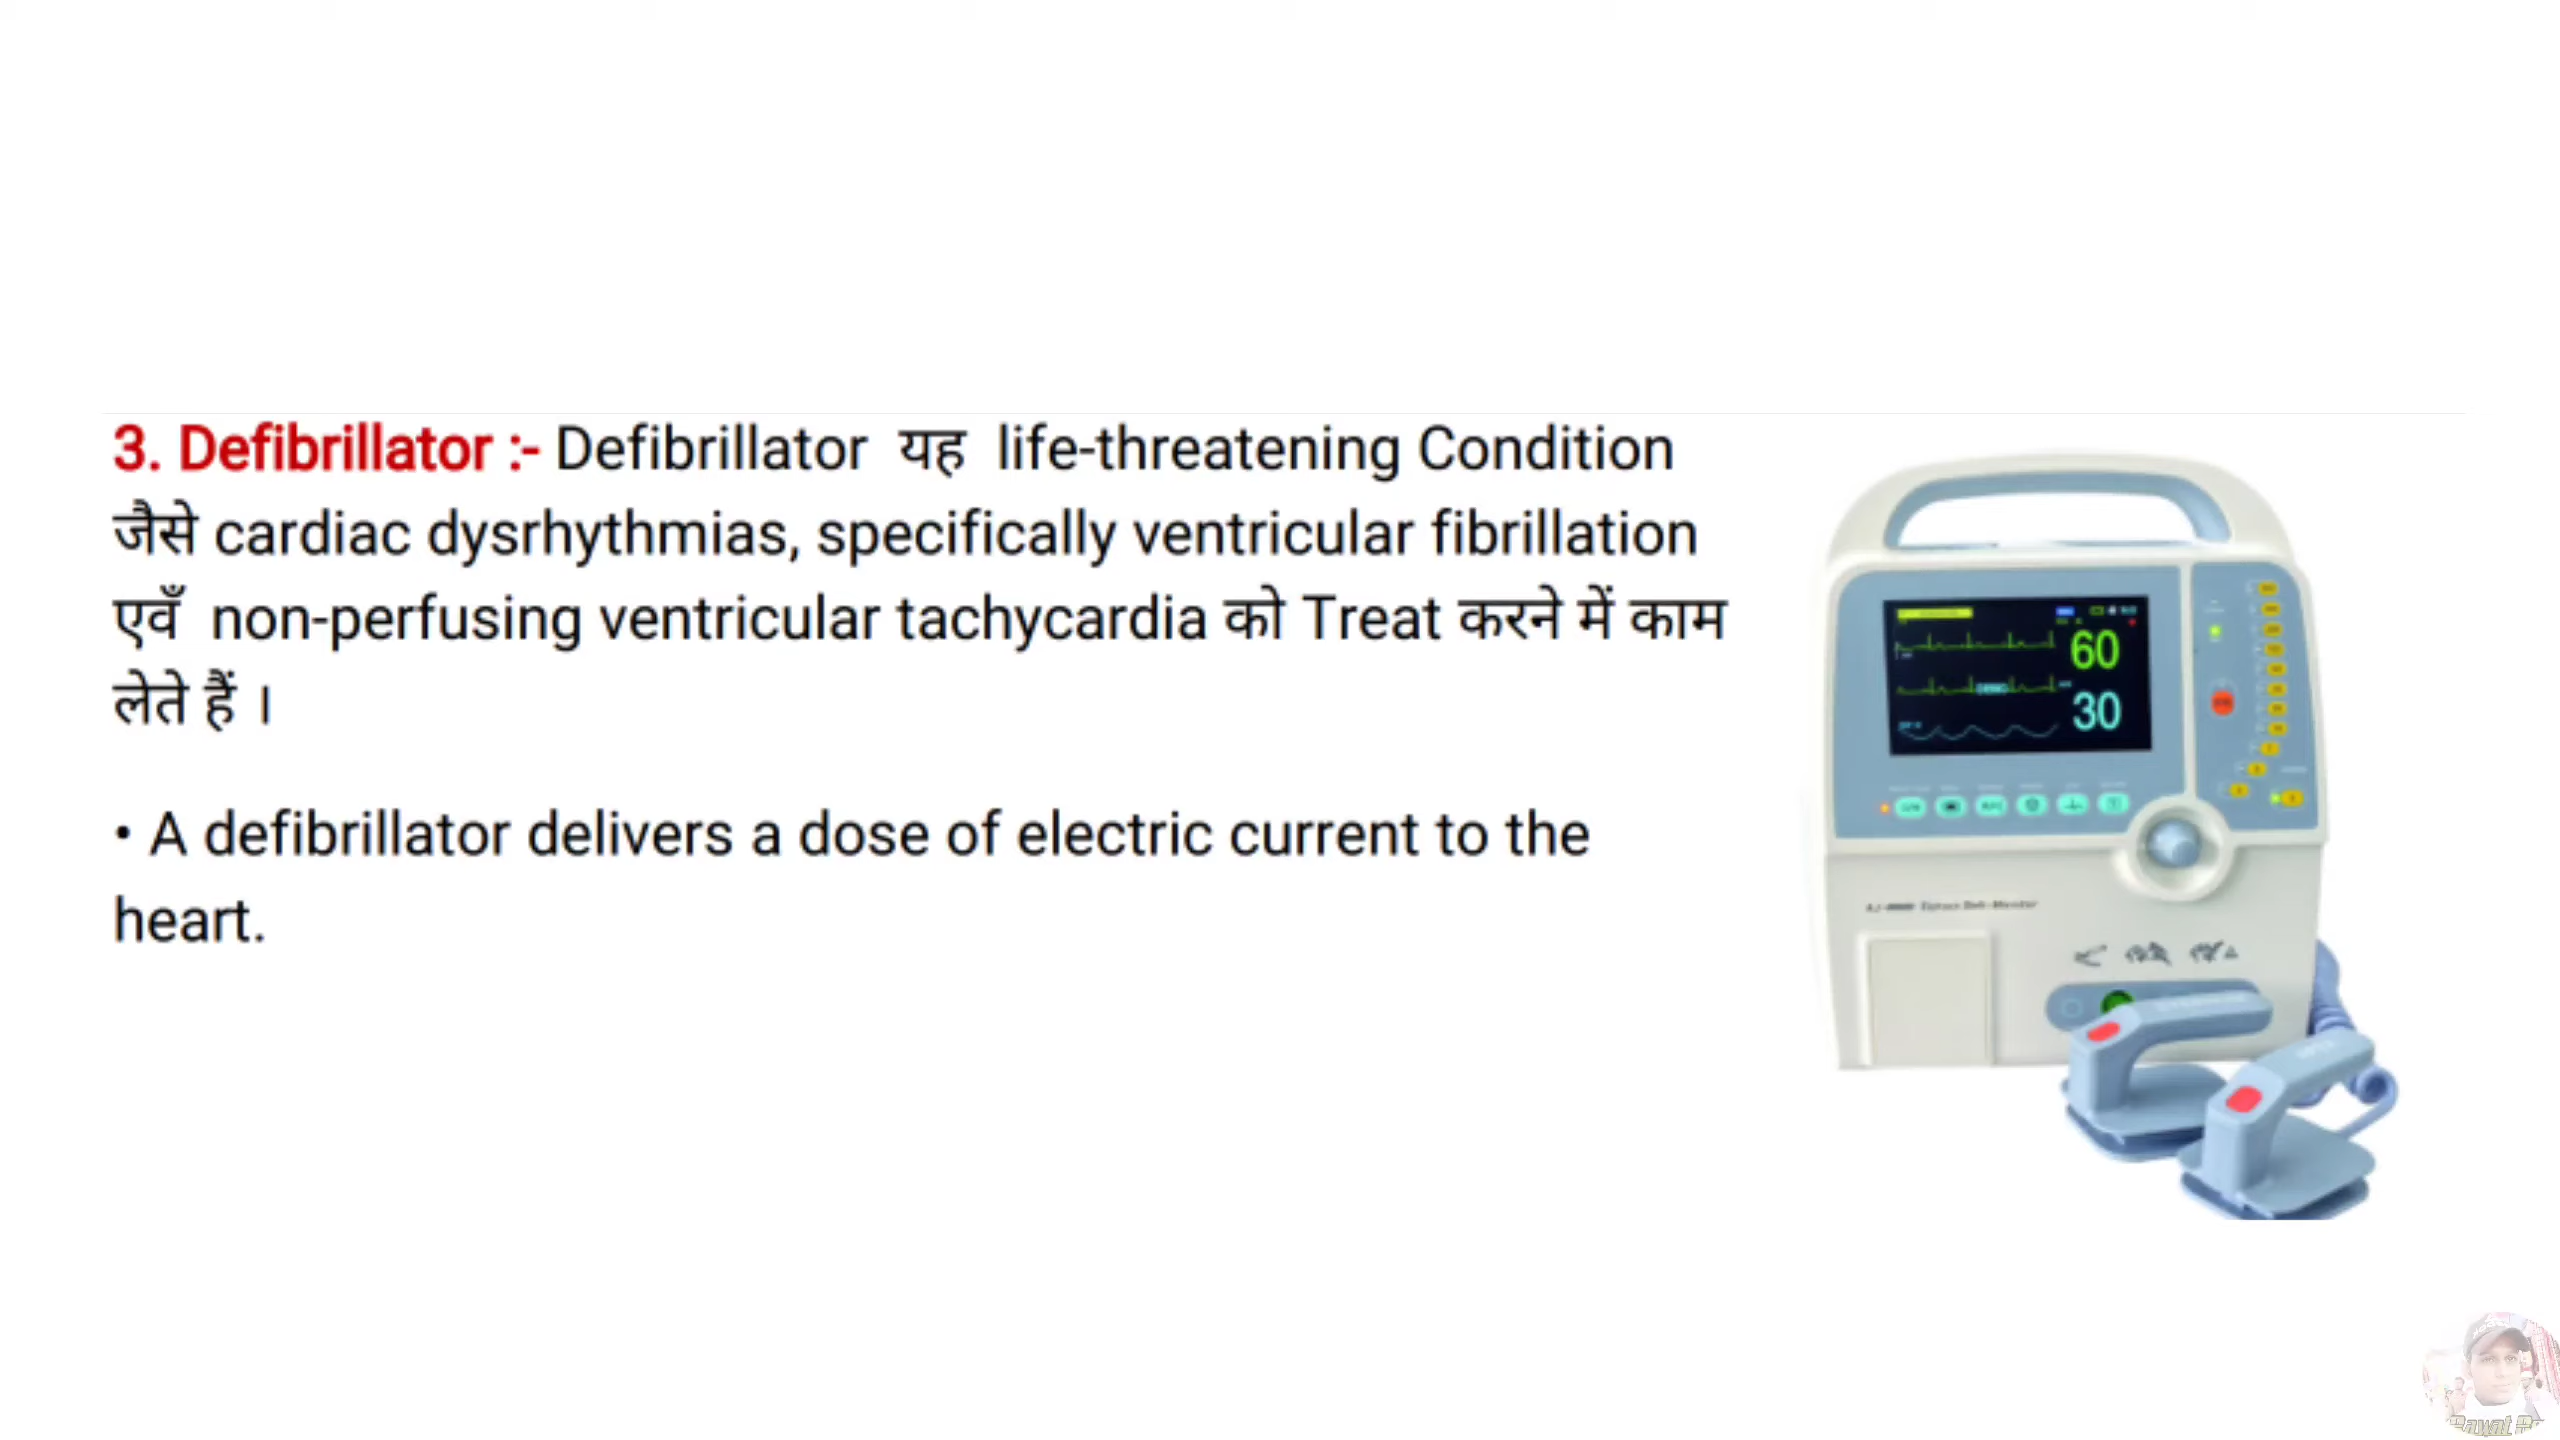 3. Defibrillator :- Defibrillator यह life-threatening Condition
जैसे cardiac dysrhythmias, specifically ventricular fibrillation
एवँ non-perfusing ventricular tachycardia को Treat करने में काम
लेते हैं ।
• A defibrillator delivers a dose of electric current to the
heart.
60
30